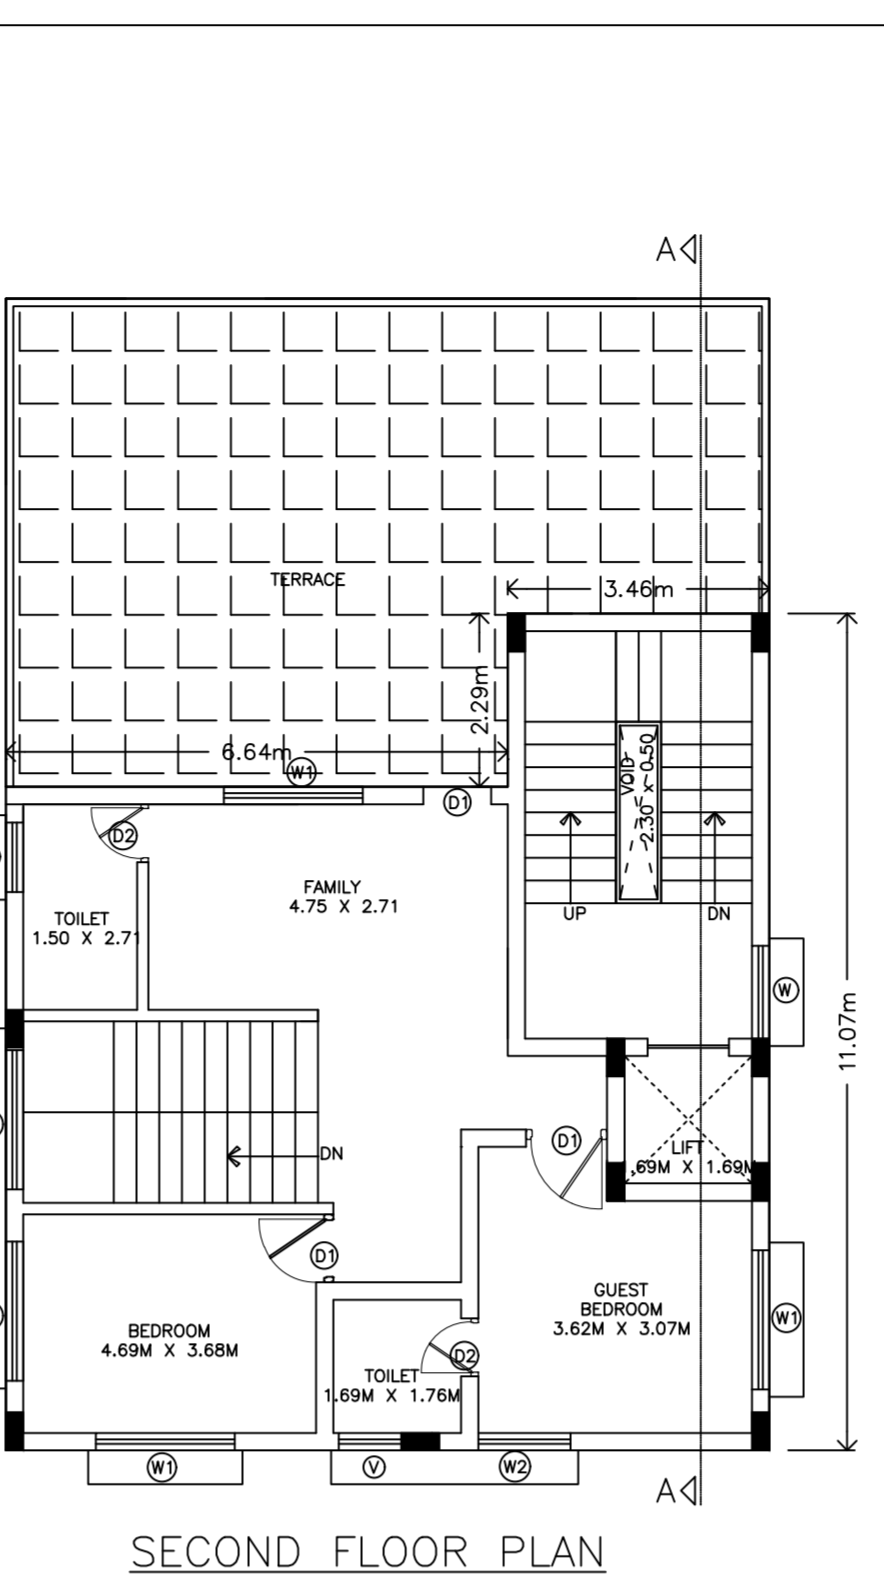 A
TERRACE
3.46m
2.29m
6.64m
W1
D1
D2
VOID
2.30 x 0.50
FAMILY
4.75 X 2.71
TOILET
1.50 X 2.71
UP
DN
W
11.07m
D1
DN
LIFT
.69M X 1.69M
D1
GUEST
BEDROOM
3.62M X 3.07M
W1
BEDROOM
4.69M X 3.68M
D2
TOILET
1.69M X 1.76M
W1
V
W2
A
SECOND FLOOR PLAN